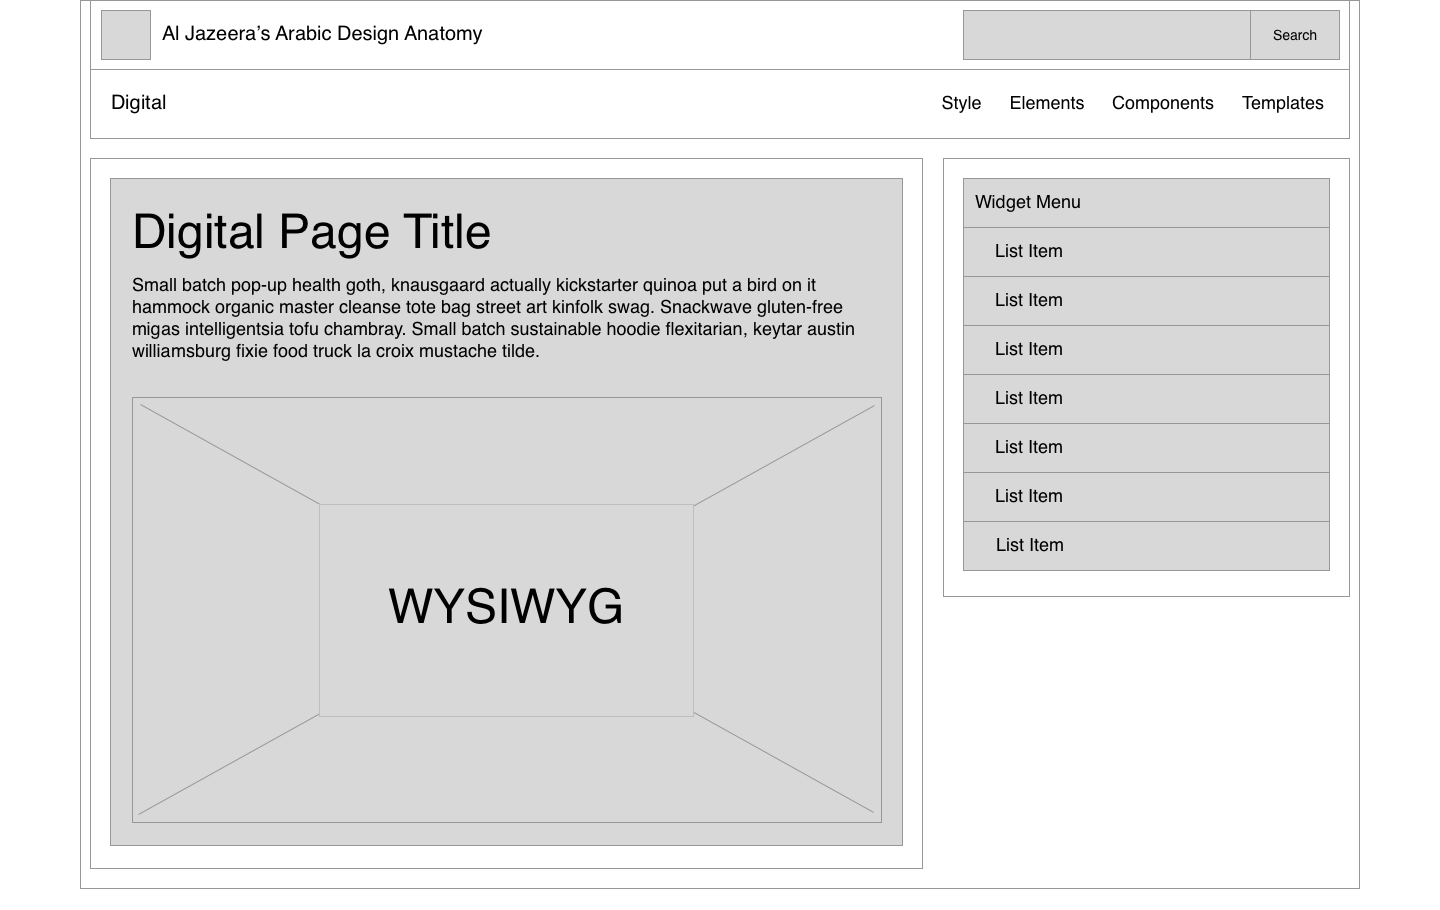 Al Jazeera’s Arabic Design Anatomy
Search
Digital
Style
Elements
Components
Templates
Digital Page Title
Small batch pop-up health goth, knausgaard actually kickstarter quinoa put a bird on it
hammock organic master cleanse tote bag street art kinfolk swag. Snackwave gluten-free
migas intelligentsia tofu chambray. Small batch sustainable hoodie flexitarian, keytar austin
williamsburg fixie food truck la croix mustache tilde.
WYSIWYG
Widget Menu
List Item
List Item
List Item
List Item
List Item
List Item
List Item